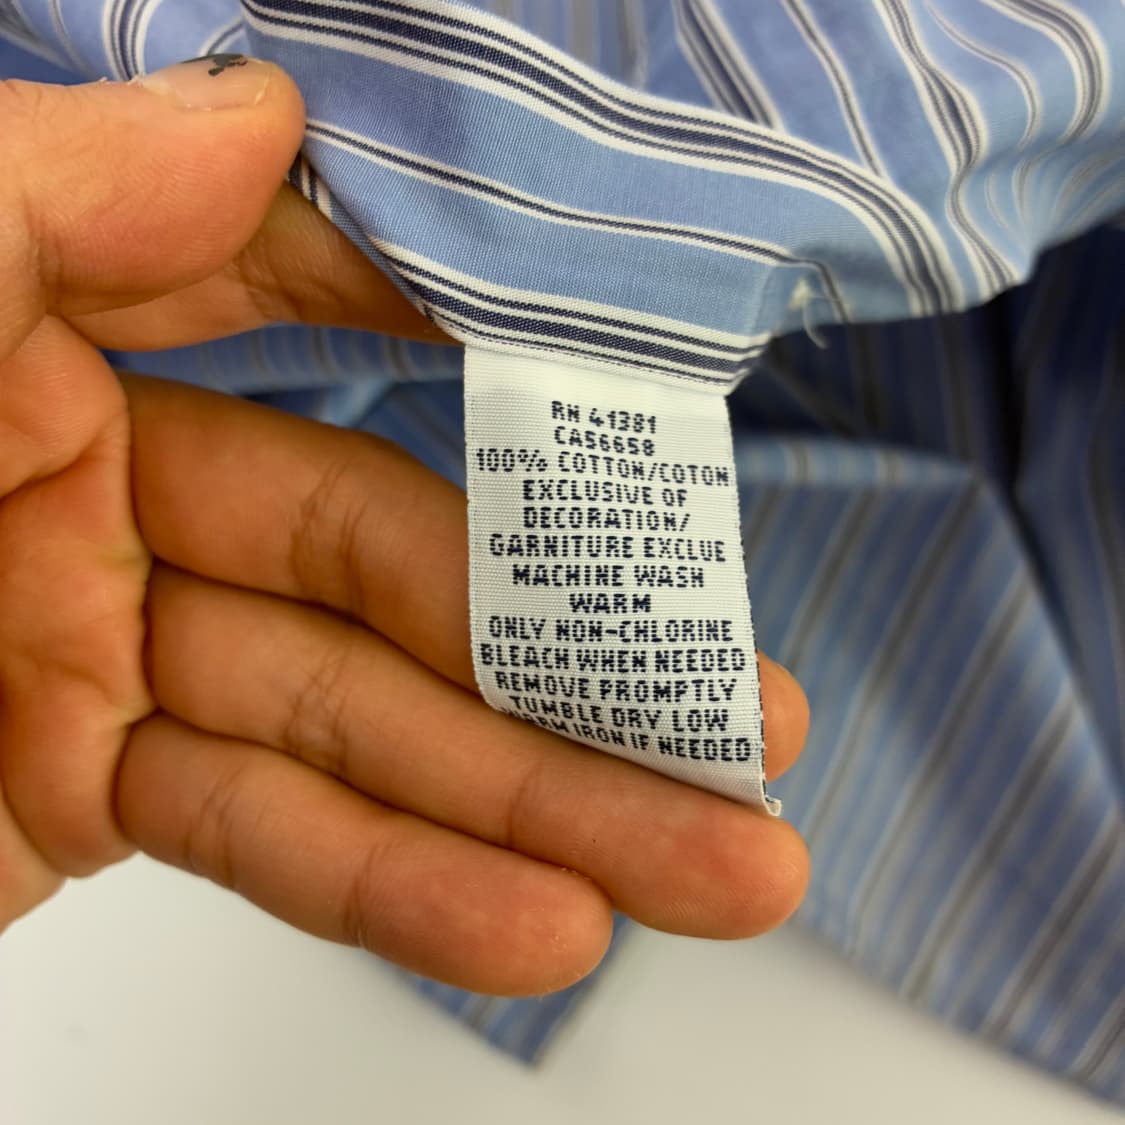 RN 41381
CA56658
100% COTTON/COTON
EXCLUSIVE OF
DECORATION/
GARNITURE EXCLUE
MACHINE WASH
WARM
ONLY NON-CHLORINE
BLEACH WHEN NEEDED
REMOVE PROMPTLY
TUMBLE DRY LOW
WARM IRON IF NEEDED